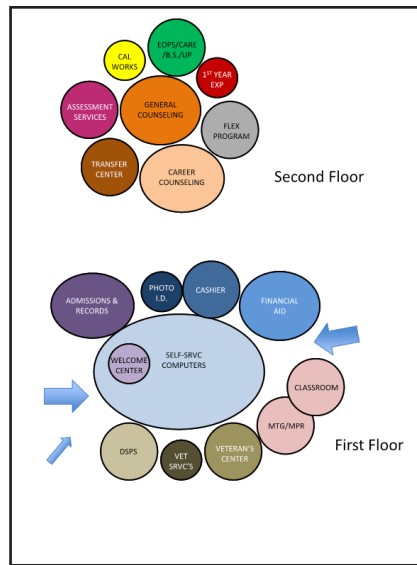 EOPS/CARE
/B.S./UP
CAL
WORKS
1ST YEAR
EXP
ASSESSMENT
SERVICES
GENERAL
COUNSELING
FLEX
PROGRAM
TRANSFER
CENTER
CAREER
COUNSELING
Second Floor
PHOTO
I.D.
CASHIER
ADMISSIONS &
RECORDS
FINANCIAL
AID
SELF-SRVC
COMPUTERS
WELCOME
CENTER
CLASSROOM
MTG/MPR
DSPS
VET
SRVC'S
VETERAN'S
CENTER
First Floor